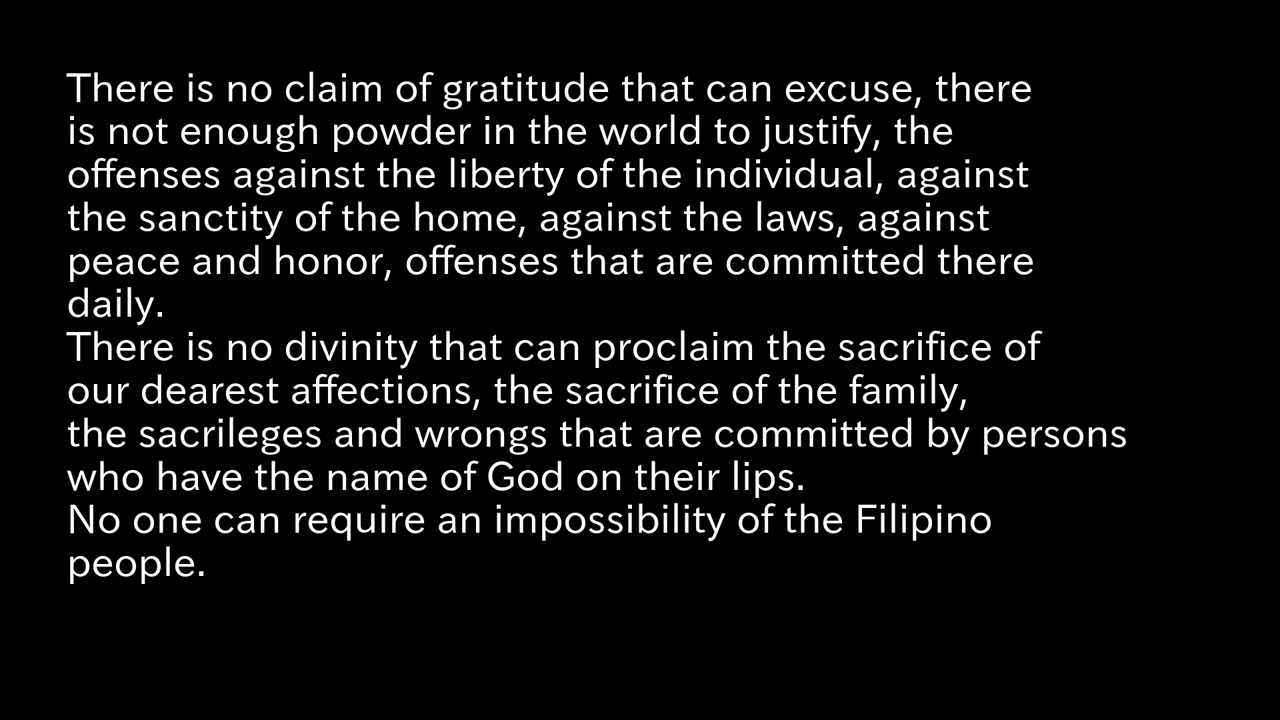 There is no claim of gratitude that can excuse, there
is not enough powder in the world to justify, the
offenses against the liberty of the individual, against
the sanctity of the home, against the laws, against
peace and honor, offenses that are committed there
daily.
There is no divinity that can proclaim the sacrifice of
our dearest affections, the sacrifice of the family,
the sacrileges and wrongs that are committed by persons
who have the name of God on their lips.
No one can require an impossibility of the Filipino
people.